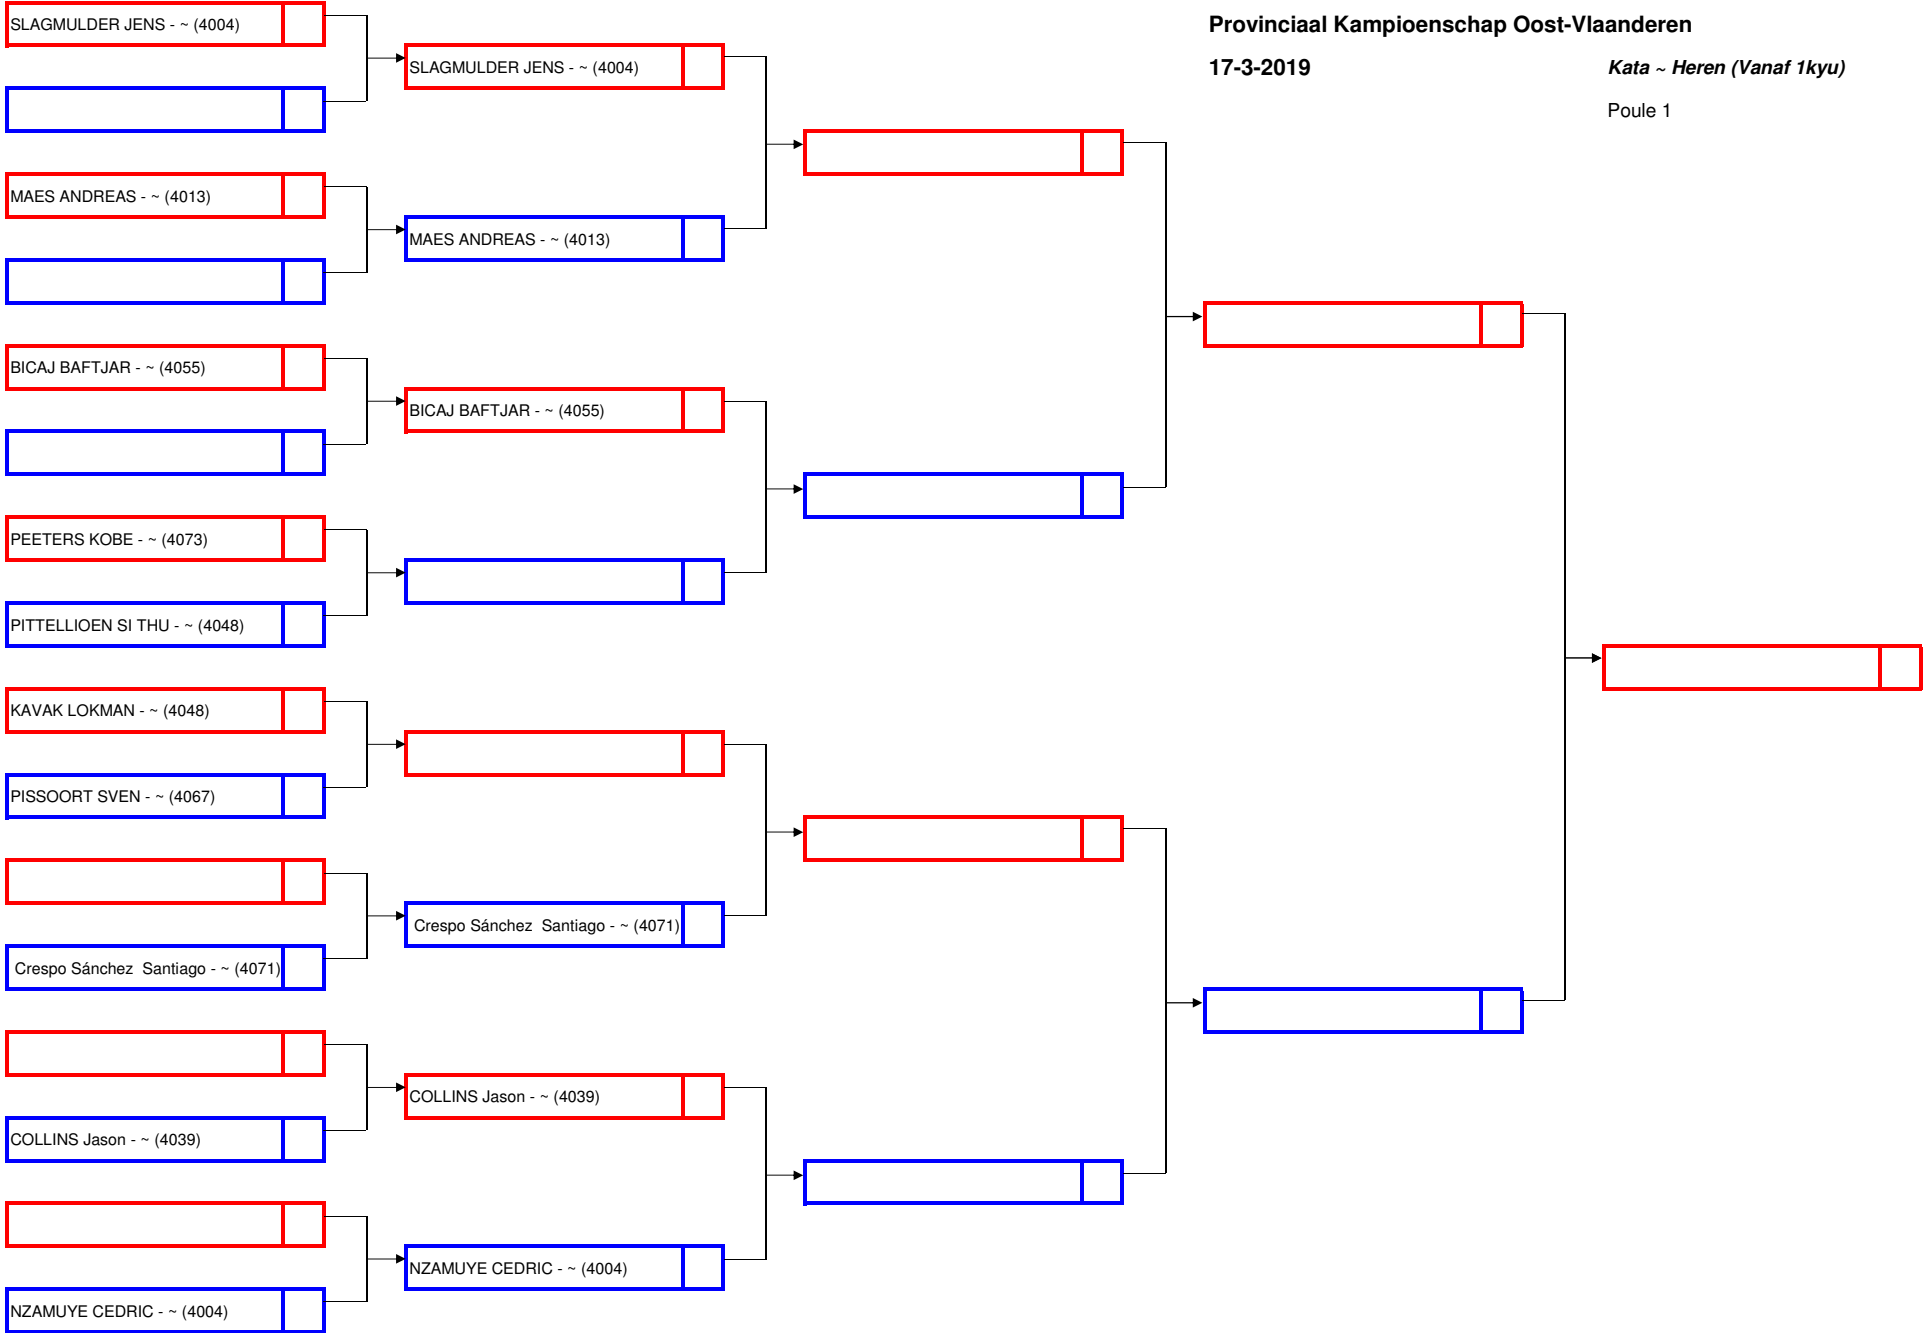 Provinciaal Kampioenschap Oost-Vlaanderen
17-3-2019
Kata ~ Heren (Vanaf 1kyu)
Poule 1
SLAGMULDER JENS - ~ (4004)
MAES ANDREAS - ~ (4013)
BICAJ BAFTJAR - ~ (4055)
PEETERS KOBE - ~ (4073)
PITTELLIOEN SI THU - ~ (4048)
KAVAK LOKMAN - ~ (4048)
PISSOORT SVEN - ~ (4067)
Crespo Sánchez  Santiago - ~ (4071)
COLLINS Jason - ~ (4039)
NZAMUYE CEDRIC - ~ (4004)
SLAGMULDER JENS - ~ (4004)
MAES ANDREAS - ~ (4013)
BICAJ BAFTJAR - ~ (4055)
Crespo Sánchez  Santiago - ~ (4071)
COLLINS Jason - ~ (4039)
NZAMUYE CEDRIC - ~ (4004)